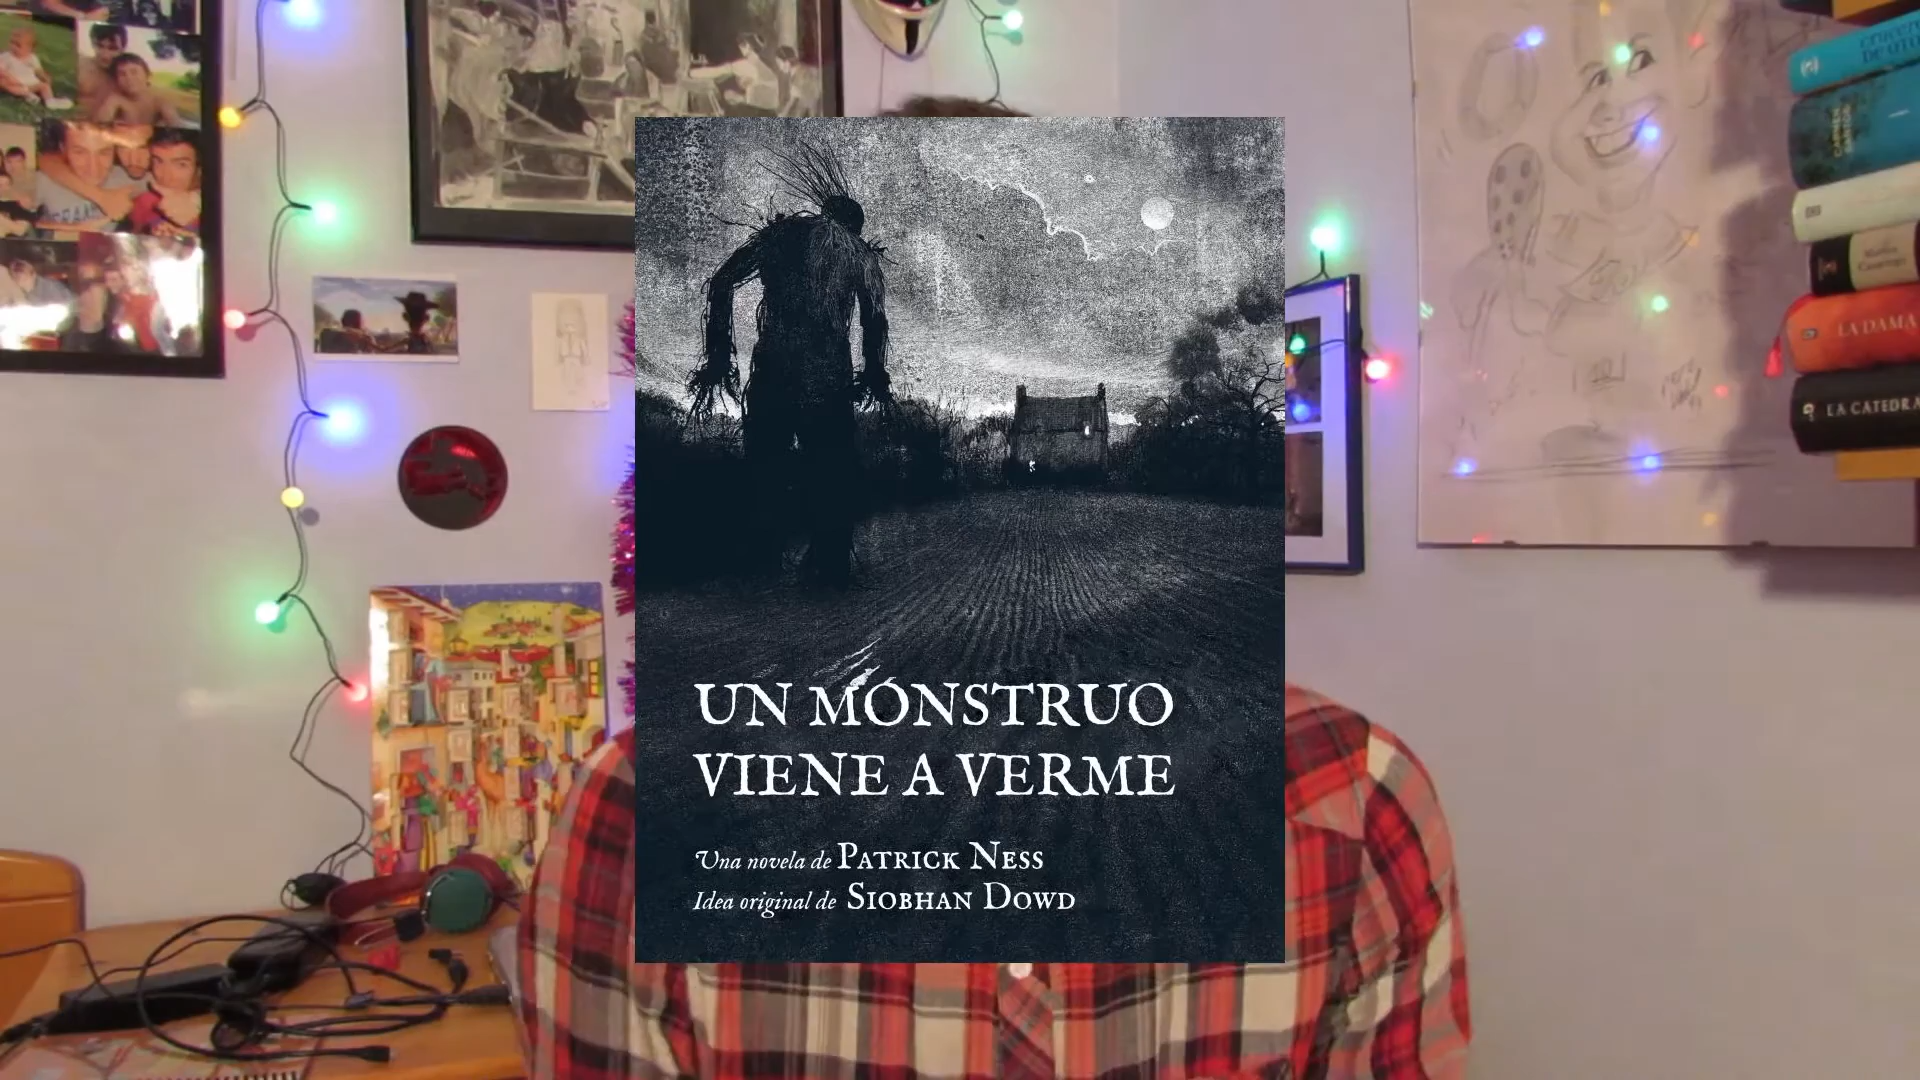 UN MONSTRUO
VIENE A VERME
Una novela de PATRICK NESS
Idea original de SIOBHAN DOWD
LA DAMA
LA CATEDRA